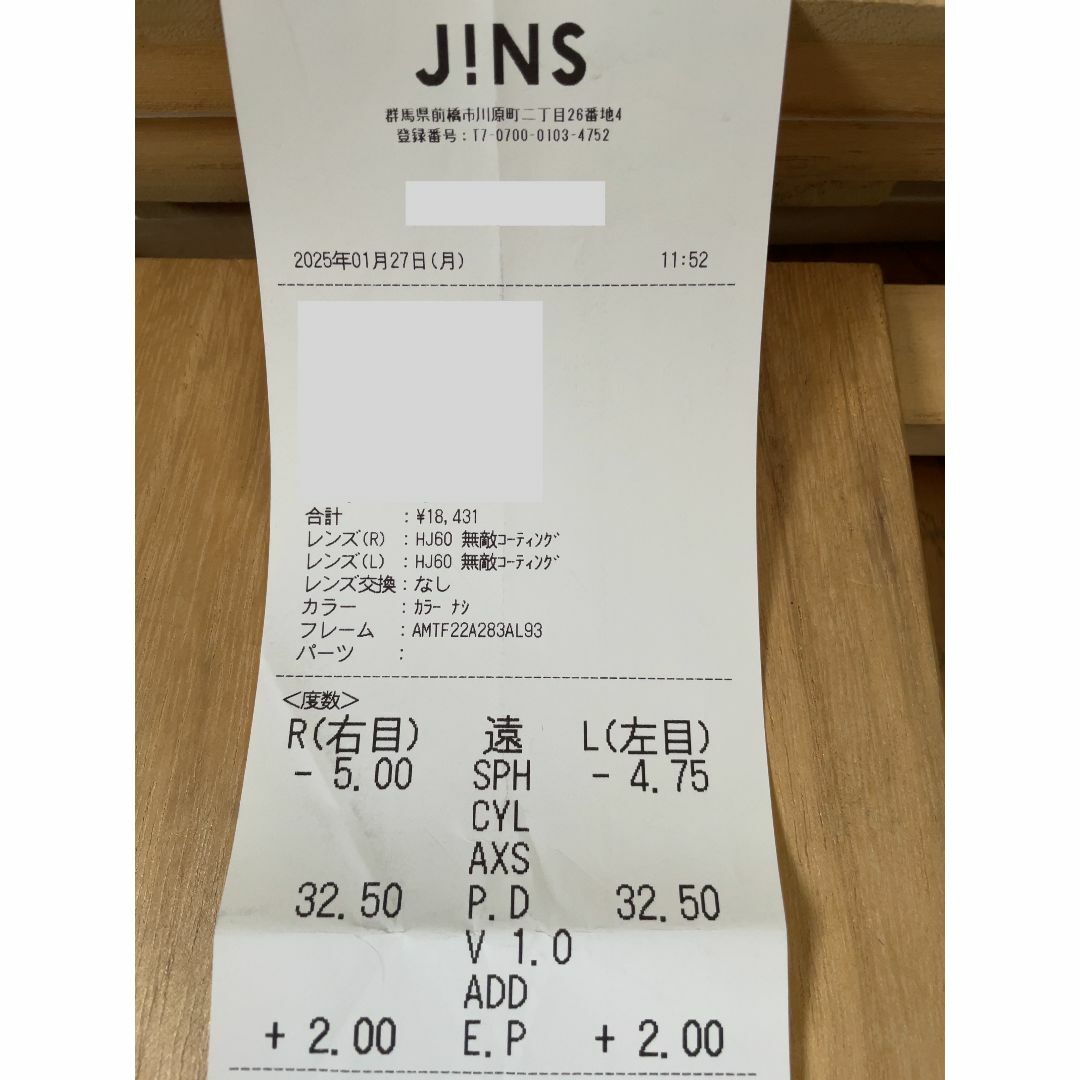 J!NS
群馬県前橋市川原町二丁目26番地4
登録番号：T7-0700-0103-4752
2025年01月27日(月) 11:52
合計 ：¥18,431
レンズ(R) ：HJ60 無敵ｺｰﾃｨﾝｸﾞ
レンズ(L) ：HJ60 無敵ｺｰﾃｨﾝｸﾞ
レンズ交換：なし
カラー ：ｶﾗｰ ﾅｼ
フレーム ：AMTF22A283AL93
パーツ ：
＜度数＞
R(右目) 遠 L(左目)
- 5.00 SPH - 4.75
CYL
AXS
32.50 P.D 32.50
V 1.0
ADD
+ 2.00 E.P + 2.00